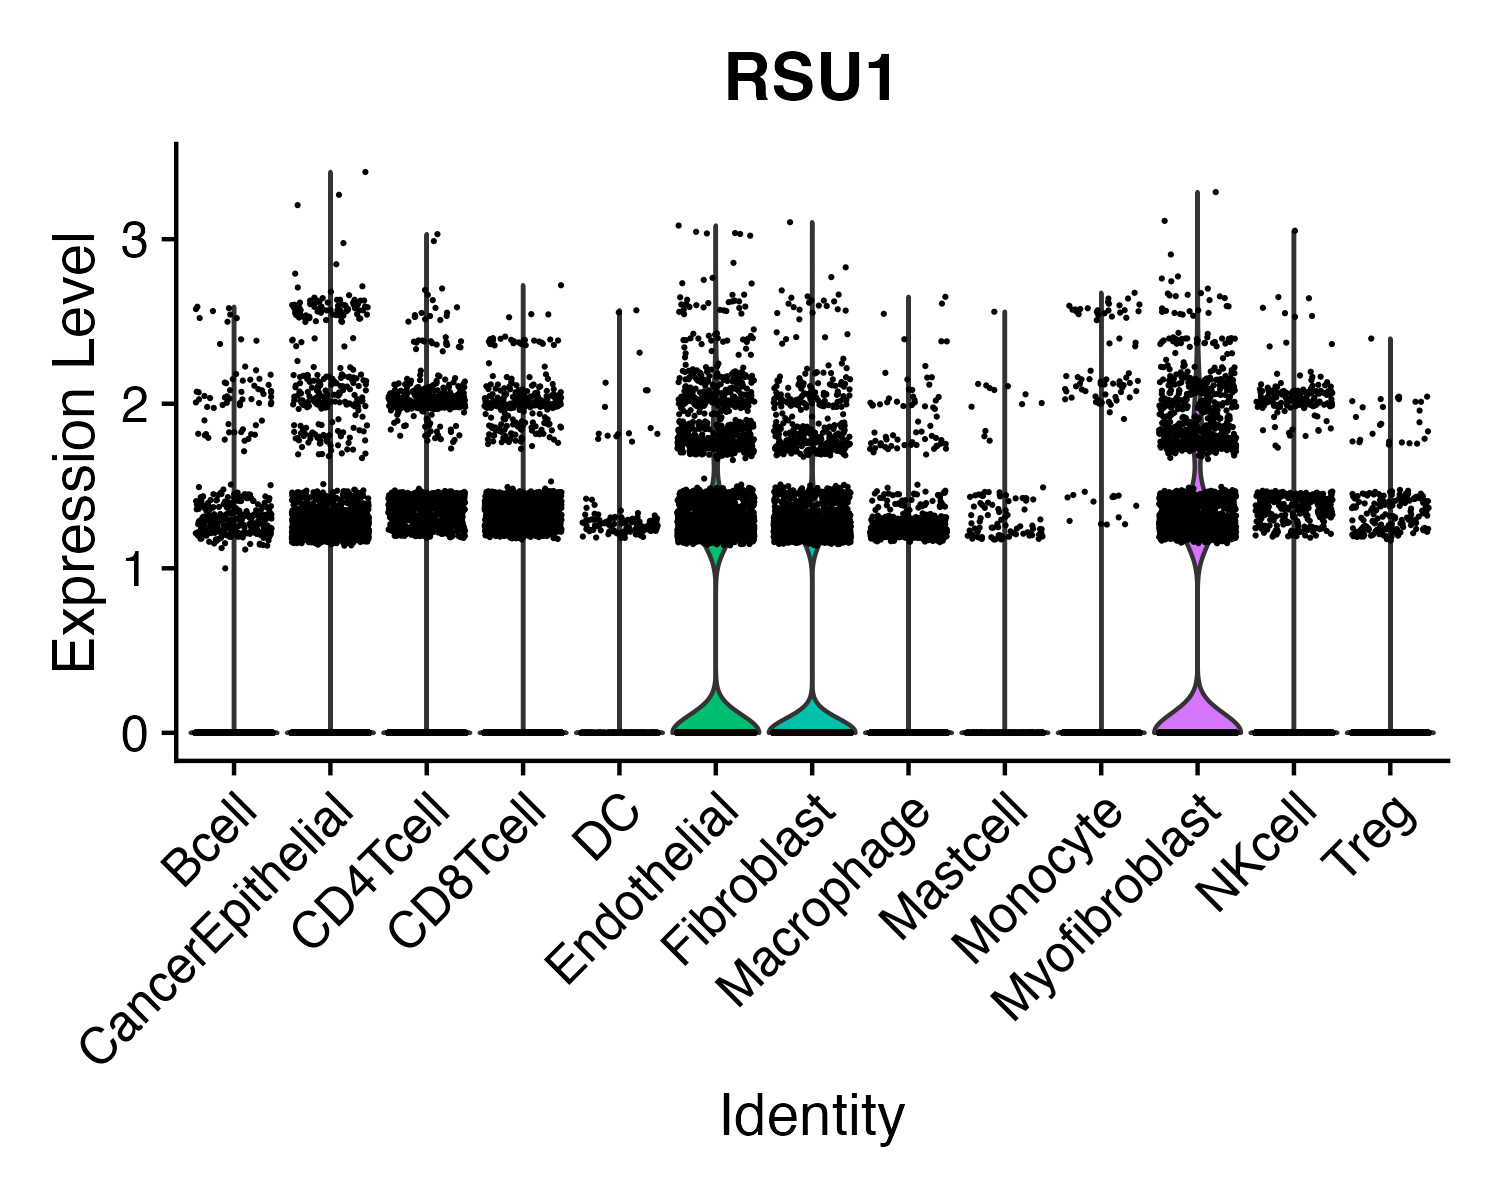 RSU1
Expression Level
3
2
1
0
Bcell
CancerEpithelial
CD4Tcell
CD8Tcell
DC
Endothelial
Fibroblast
Macrophage
Mastcell
Monocyte
Myofibroblast
NKcell
Treg
Identity